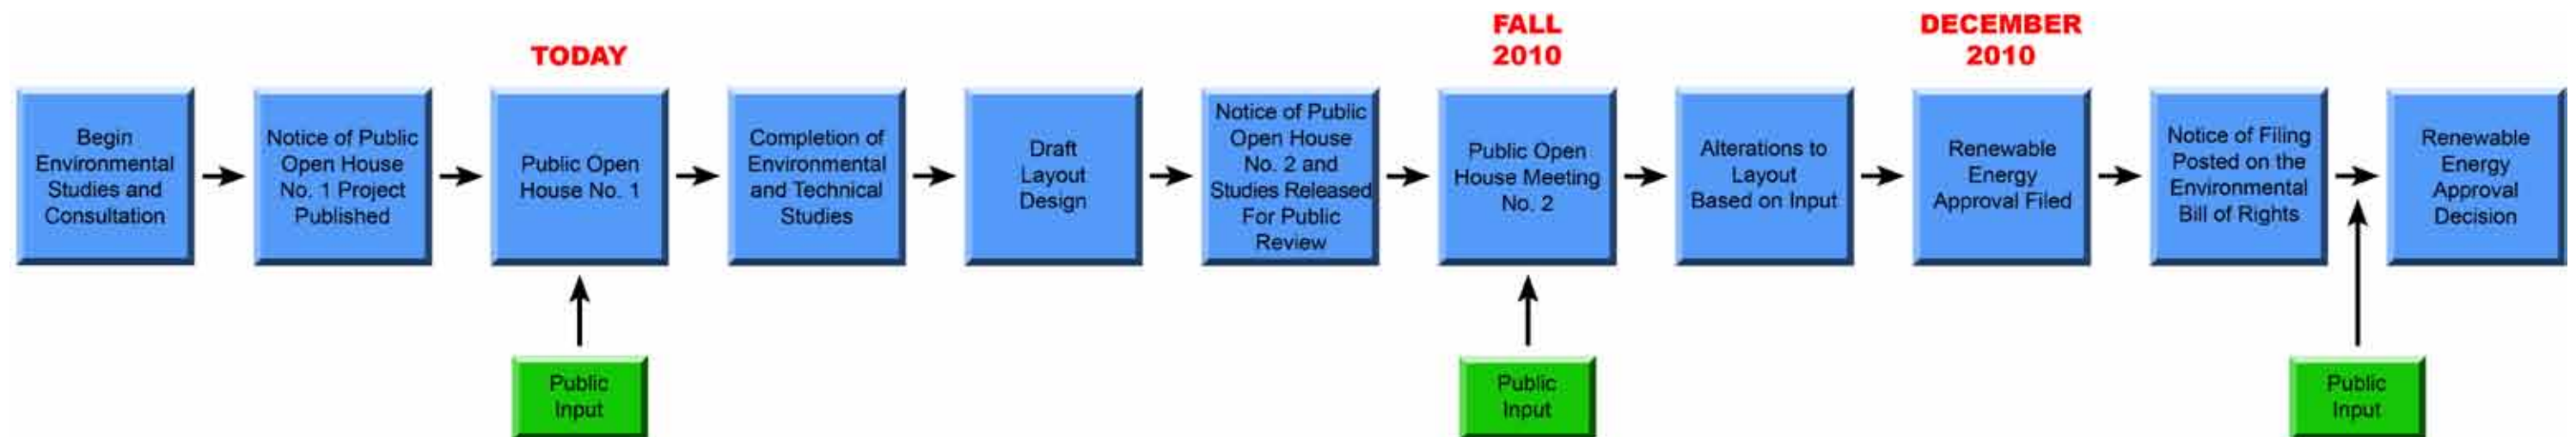 TODAY
FALL
2010
DECEMBER
2010
Begin
Environmental
Studies and
Consultation
Notice of Public
Open House
No. 1 Project
Published
Public Open
House No. 1
Completion of
Environmental
and Technical
Studies
Draft
Layout
Design
Notice of Public
Open House
No. 2 and
Studies Released
For Public
Review
Public Open
House Meeting
No. 2
Alterations to
Layout
Based on Input
Renewable
Energy
Approval Filed
Notice of Filing
Posted on the
Environmental
Bill of Rights
Renewable
Energy
Approval
Decision
Public
Input
Public
Input
Public
Input